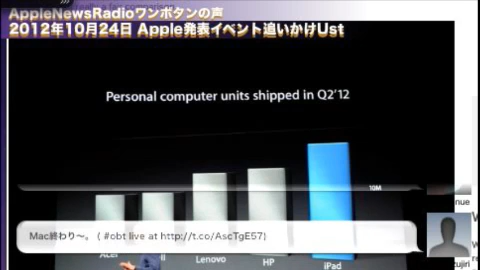 AppleNewsRadioワンボタンの声
2012年10月24日 Apple発表イベント追いかけUst
Personal computer units shipped in Q2'12
10M
Mac終わり〜。 ( #obt live at http://t.co/AscTgE57)
Lenovo
HP
iPad